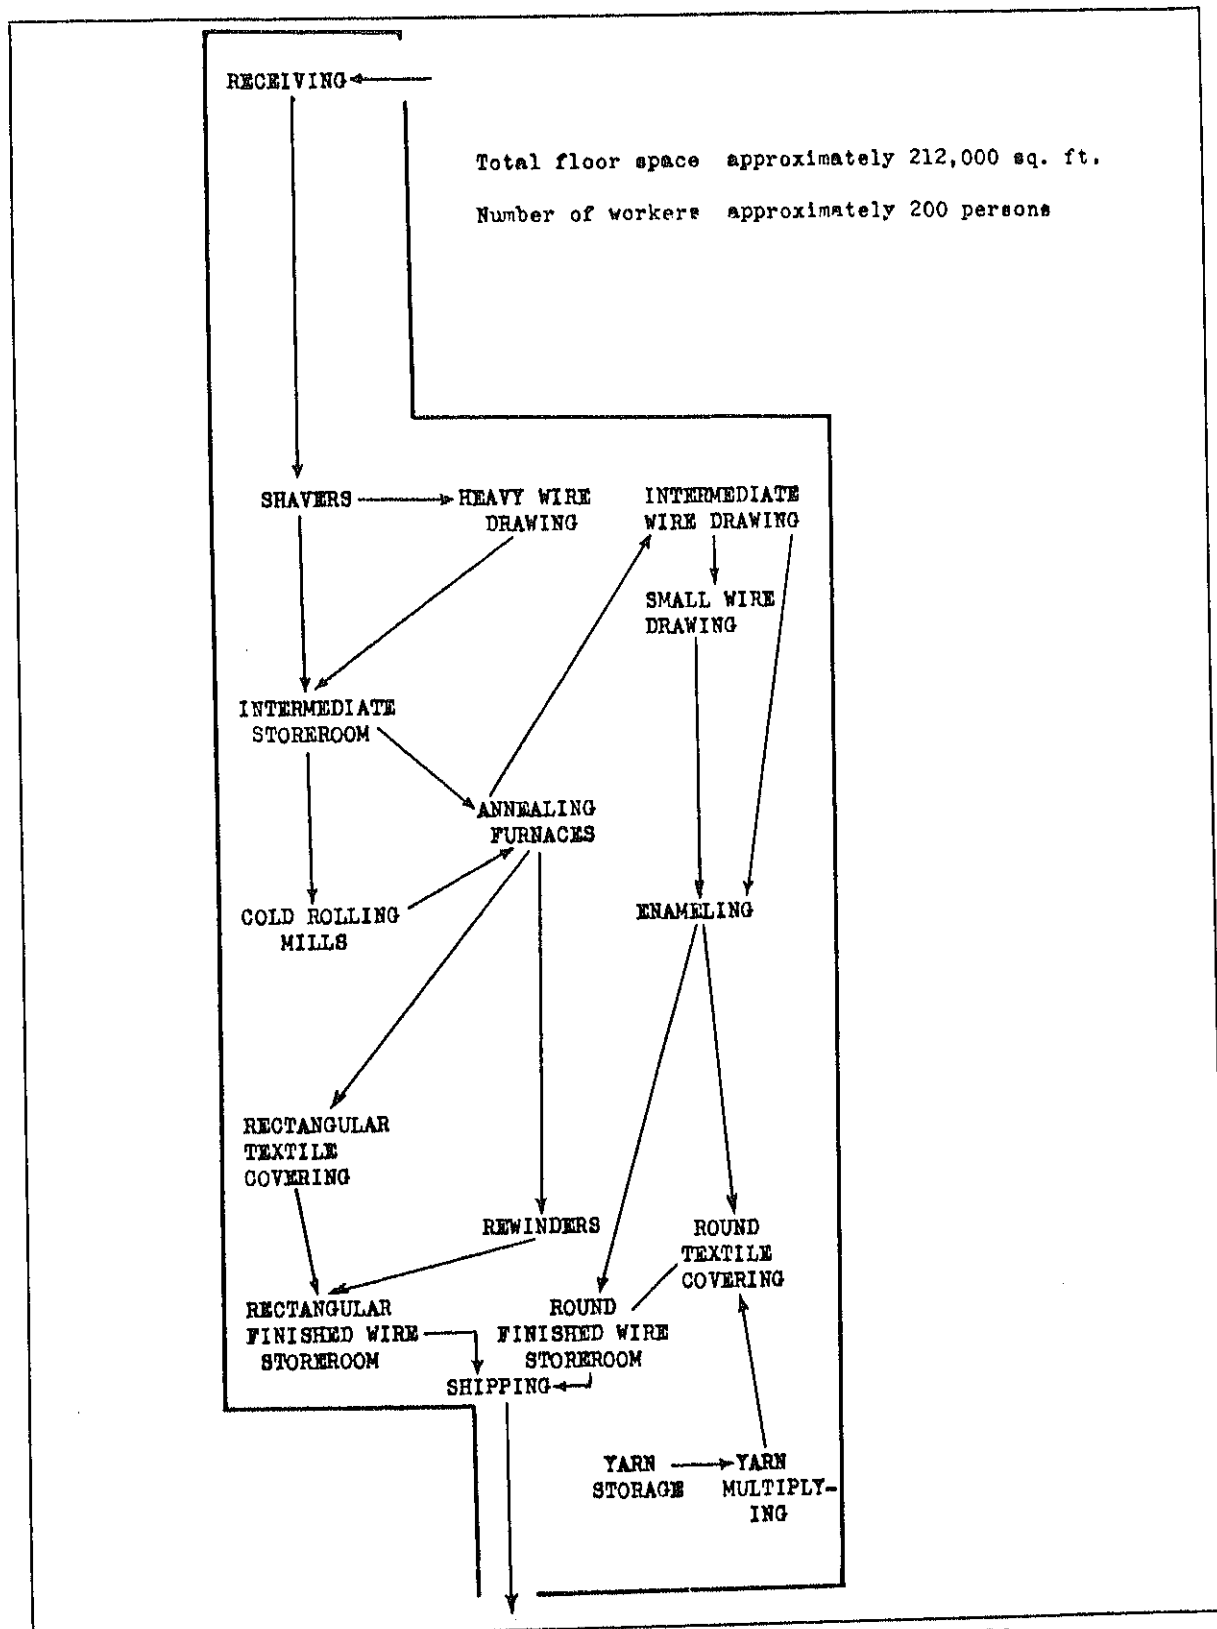 RECEIVING
Total floor space approximately 212,000 sq. ft.
Number of workers approximately 200 persons
SHAVERS
HEAVY WIRE
DRAWING
INTERMEDIATE
WIRE DRAWING
SMALL WIRE
DRAWING
INTERMEDIATE
STOREROOM
ANNEALING
FURNACES
COLD ROLLING
MILLS
ENAMELING
RECTANGULAR
TEXTILE
COVERING
REWINDERS
ROUND
TEXTILE
COVERING
RECTANGULAR
FINISHED WIRE
STOREROOM
ROUND
FINISHED WIRE
STOREROOM
SHIPPING
YARN
STORAGE
YARN
MULTIPLY-
ING